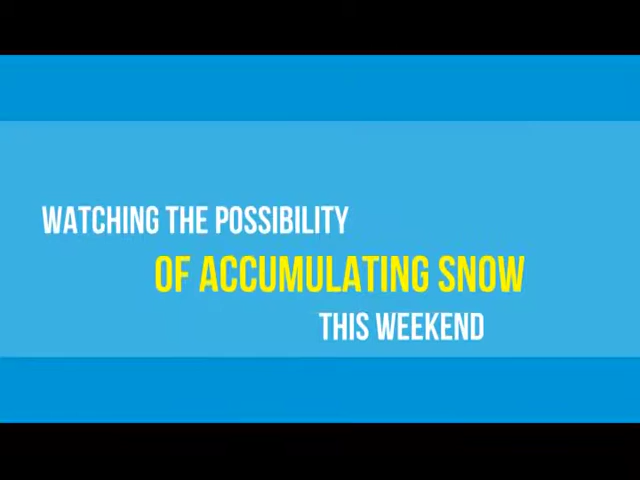 WATCHING THE POSSIBILITY
OF ACCUMULATING SNOW
THIS WEEKEND